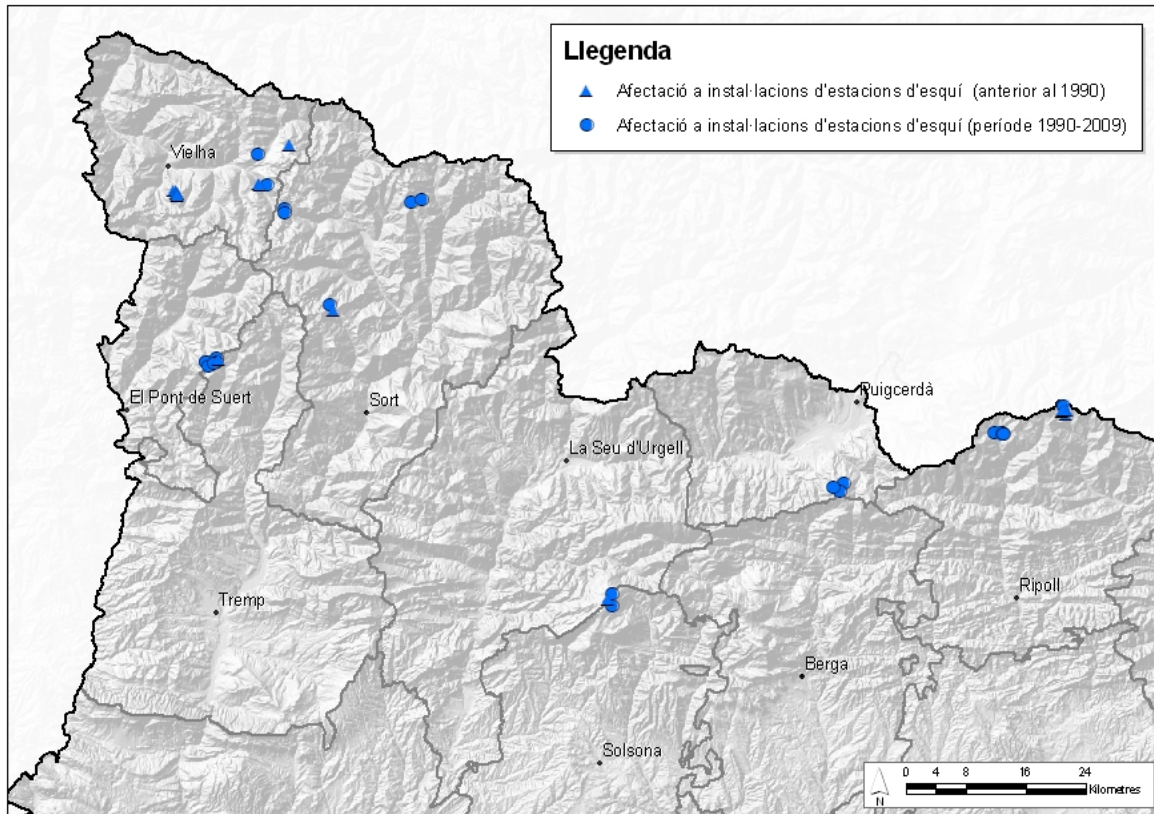 Llegenda
Afectació a instal·lacions d'estacions d'esquí (anterior al 1990)
Afectació a instal·lacions d'estacions d'esquí (període 1990-2009)
Vielha
El Pont de Suert
Sort
Puigcerdà
La Seu d'Urgell
Tremp
Ripoll
Berga
Solsona
0 4 8 16 24
Kilometres
N